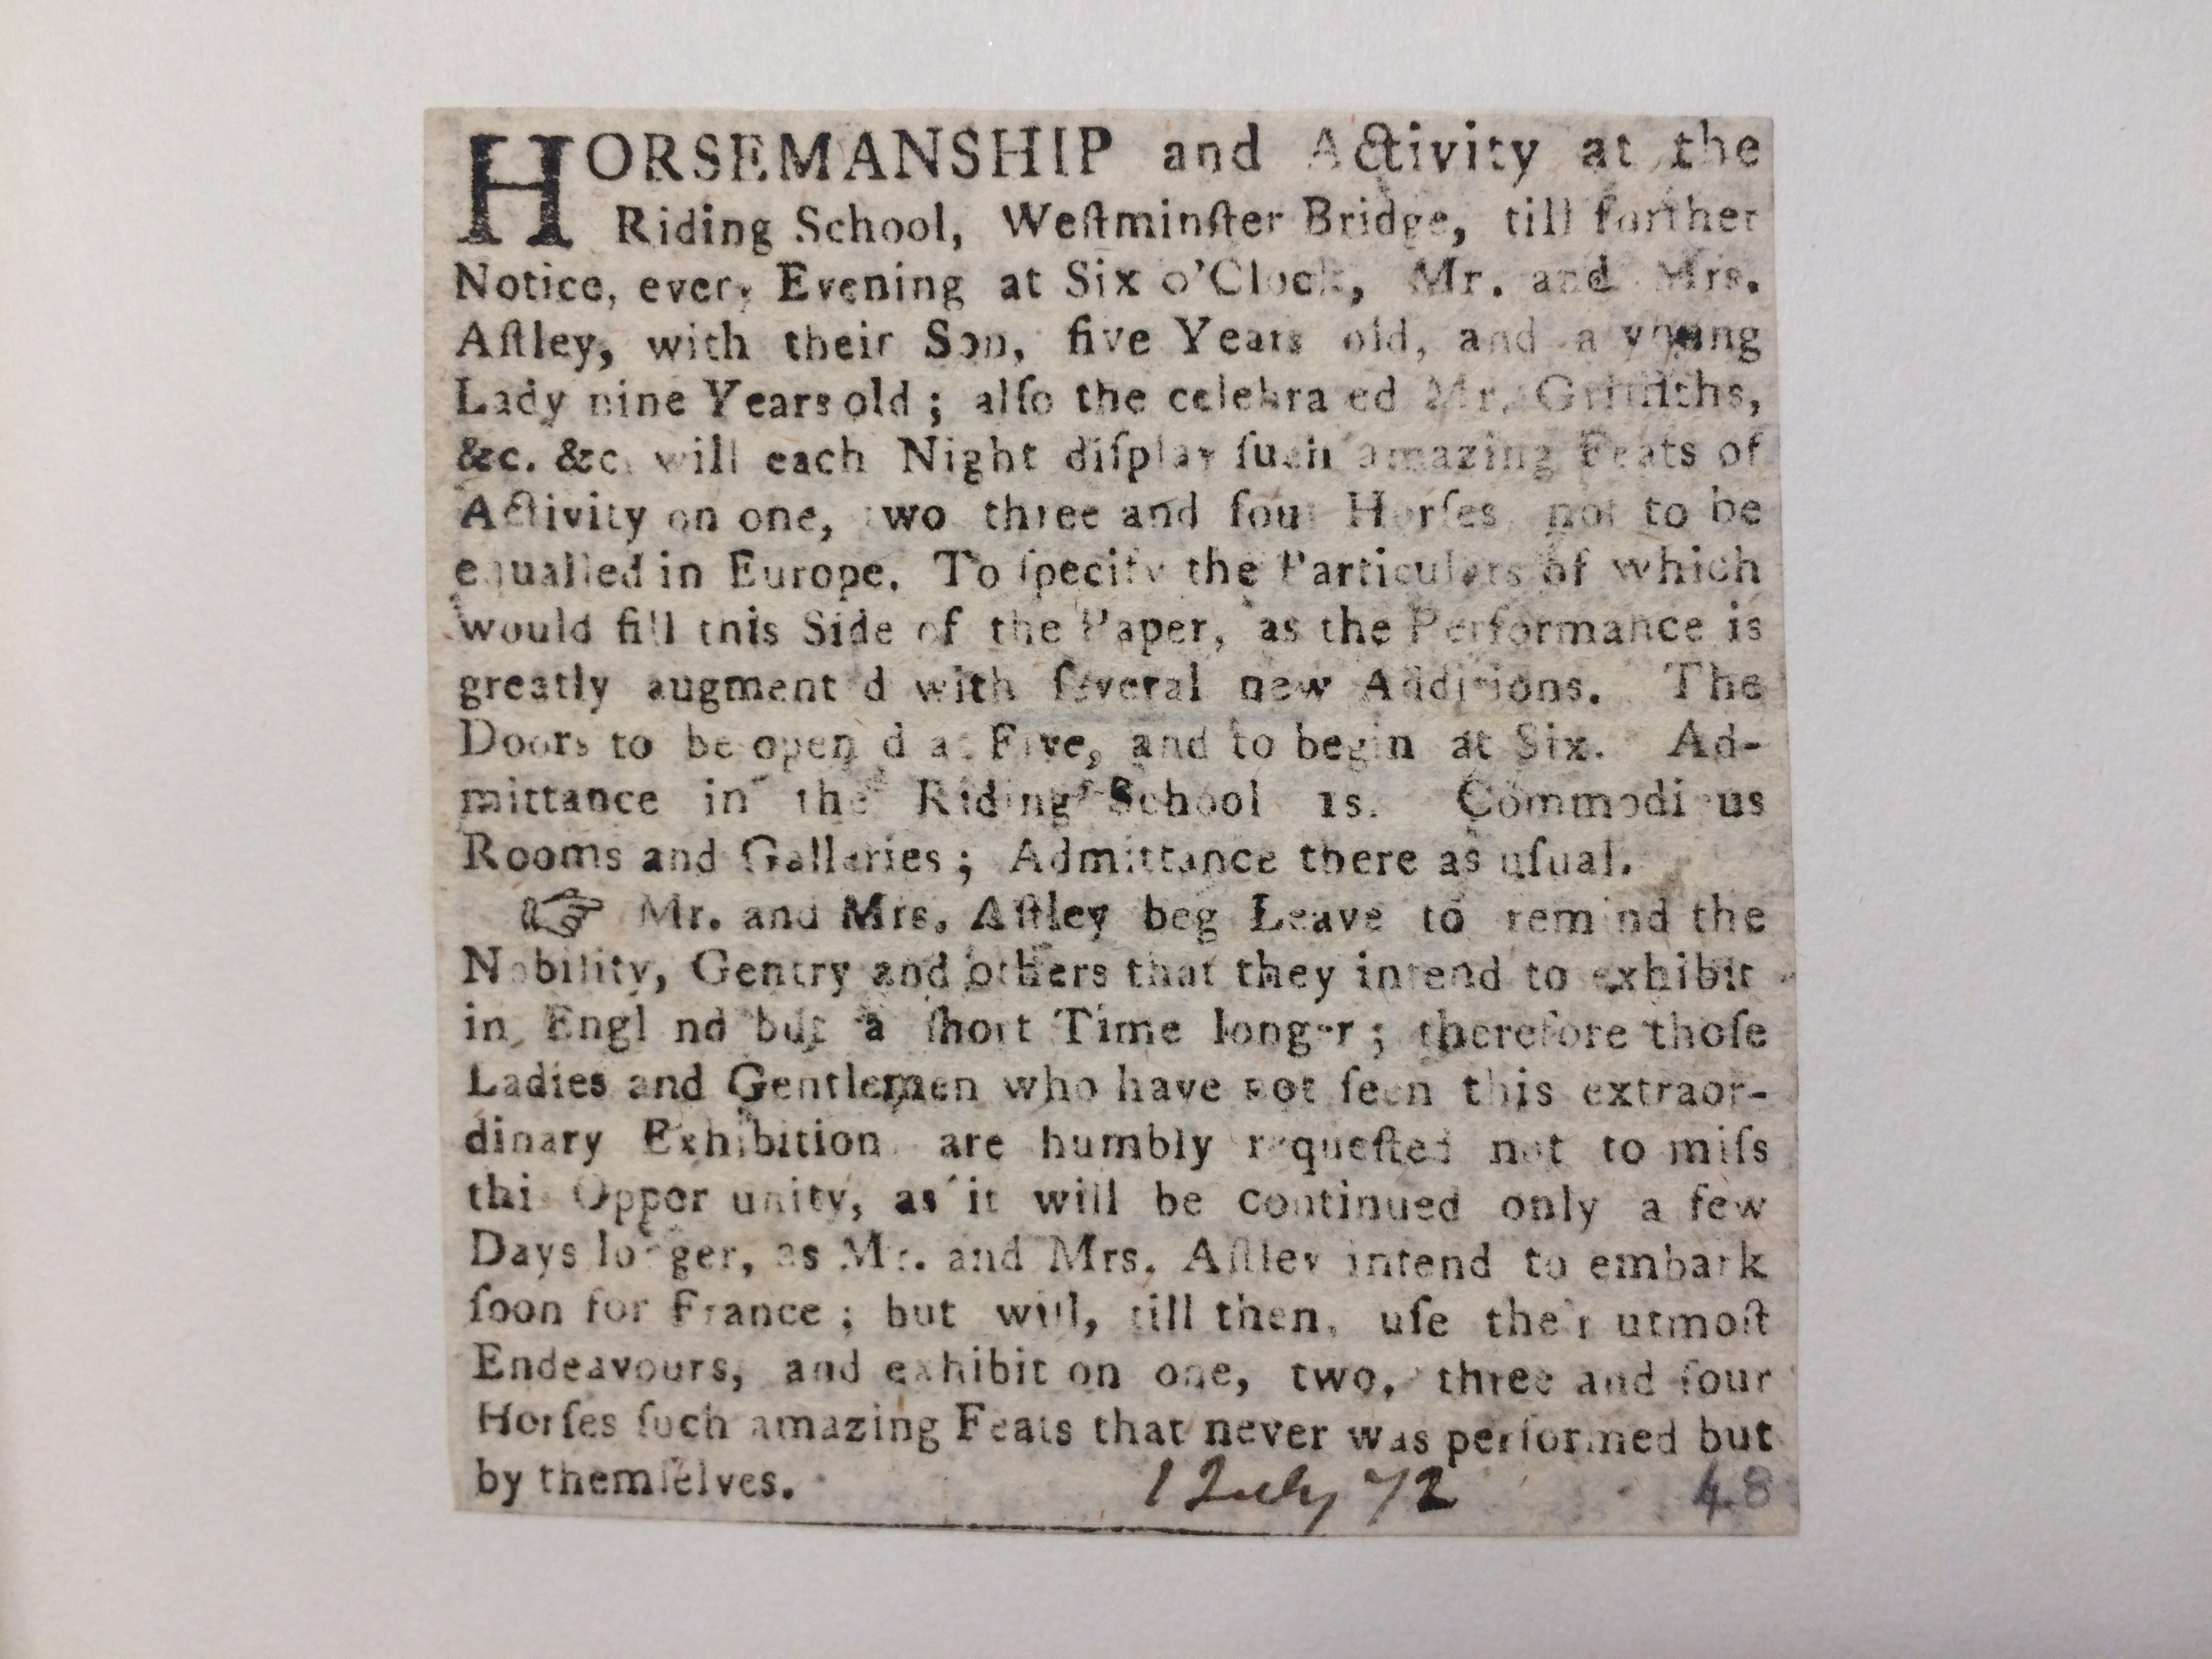 HORSEMANSHIP and Activity at the
Riding School, Weſtminſter Bridge, till further
Notice, every Evening at Six o'Clock, Mr. and Mrs.
Aſtley, with their Son, five Years old, and a young
Lady nine Years old ; alſo the celebra ed Mr. Griffiths,
&c. &c. will each Night diſplay ſuch amazing Feats of
Activity on one, two three and four Horſes, not to be
equalled in Europe. To ſpecify the Particulars of which
would fill this Side of the Paper, as the Performance is
greatly augment'd with ſeveral new Additions. The
Doors to be open'd at Five, and to begin at Six. Ad-
mittance in the Riding School 1s. Commodious
Rooms and Galleries ; Admittance there as uſual.
☞ Mr. and Mrs. Aſtley beg Leave to remind the
Nobility, Gentry and others that they intend to exhibit
in England but a ſhort Time longer ; therefore thoſe
Ladies and Gentlemen who have not ſeen this extraor-
dinary Exhibition, are humbly requeſted not to miſs
this Opportunity, as it will be continued only a few
Days longer, as Mr. and Mrs. Aſtley intend to embark
ſoon for France ; but will, till then, uſe their utmoſt
Endeavours, and exhibit on one, two, three and four
Horſes ſuch amazing Feats that never was performed but
by themſelves. 1 July 72 48